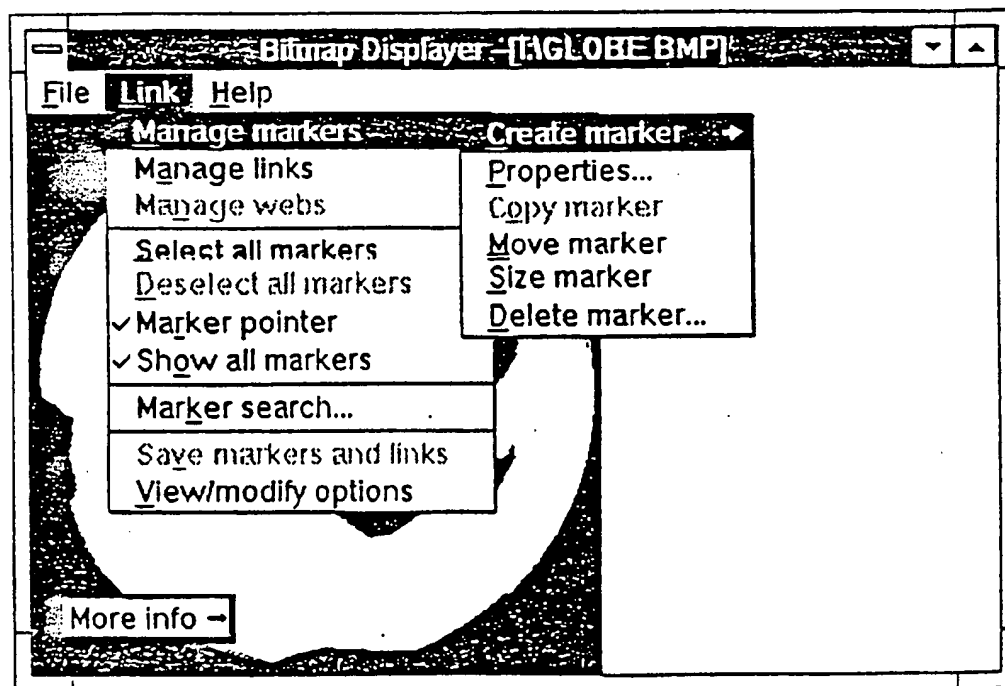 Bitmap Displayer -[T:\GLOBE BMP]
File Link Help
Manage markers
Manage links
Manage webs
Select all markers
Deselect all markers
✓Marker pointer
✓Show all markers
Marker search...
Save markers and links
View/modify options
Create marker →
Properties...
Copy marker
Move marker
Size marker
Delete marker...
More info →